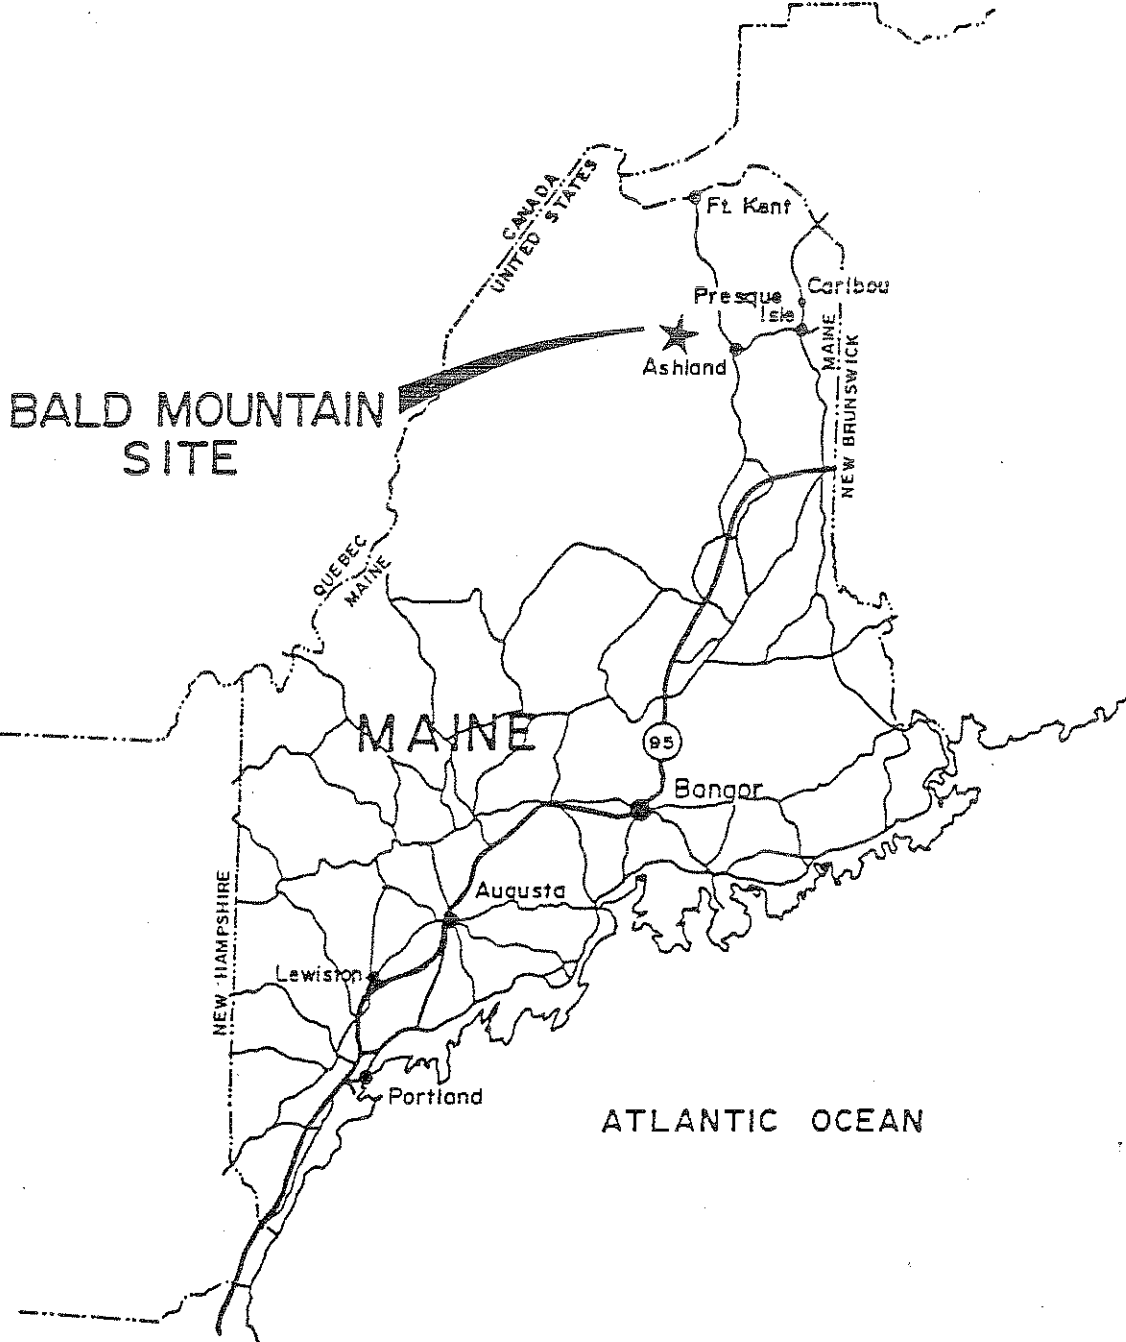 CANADA
UNITED STATES
Ft. Kent
Caribou
Presque
Isle
Ashland
MAINE
NEW BRUNSWICK
BALD MOUNTAIN
SITE
QUEBEC
MAINE
MAINE
95
Bangor
Augusta
NEW HAMPSHIRE
Lewiston
Portland
ATLANTIC OCEAN